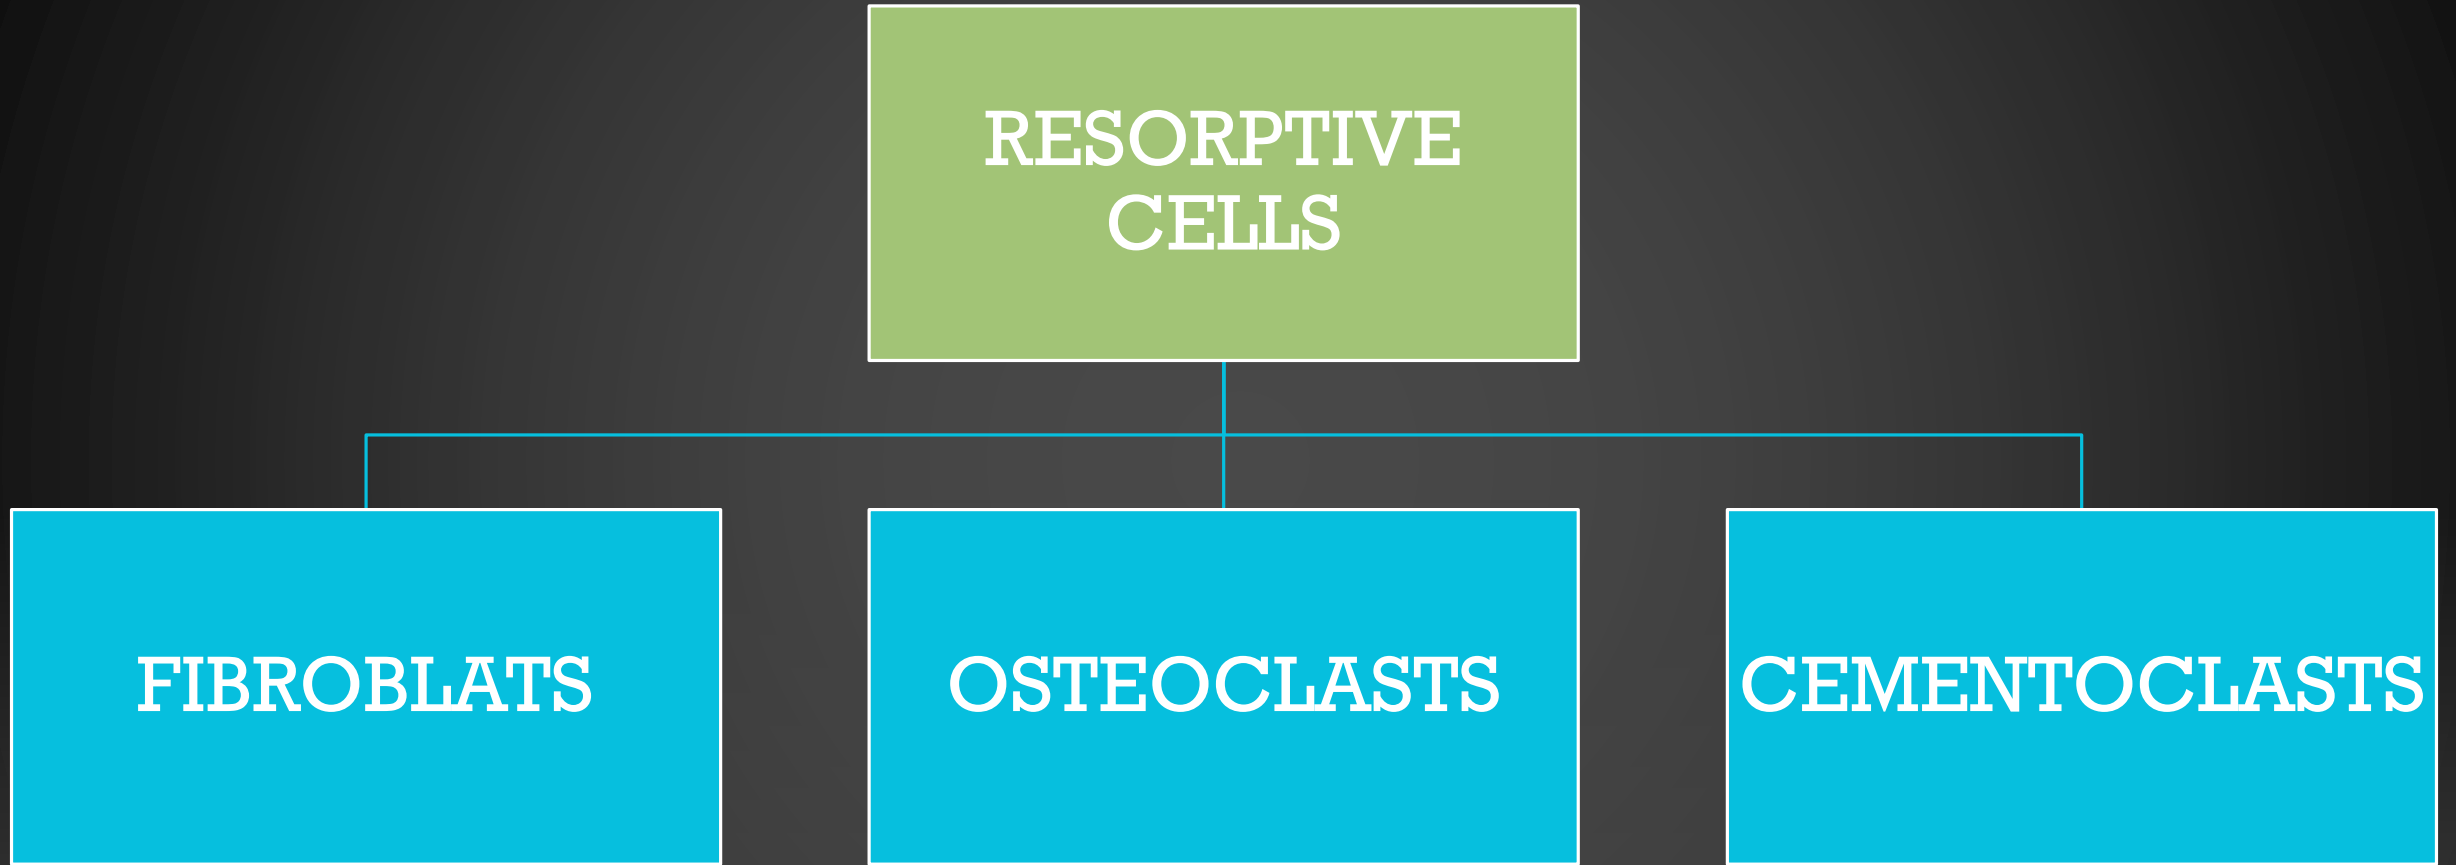 RESORPTIVE
CELLS
FIBROBLATS
OSTEOCLASTS
CEMENTOCLASTS